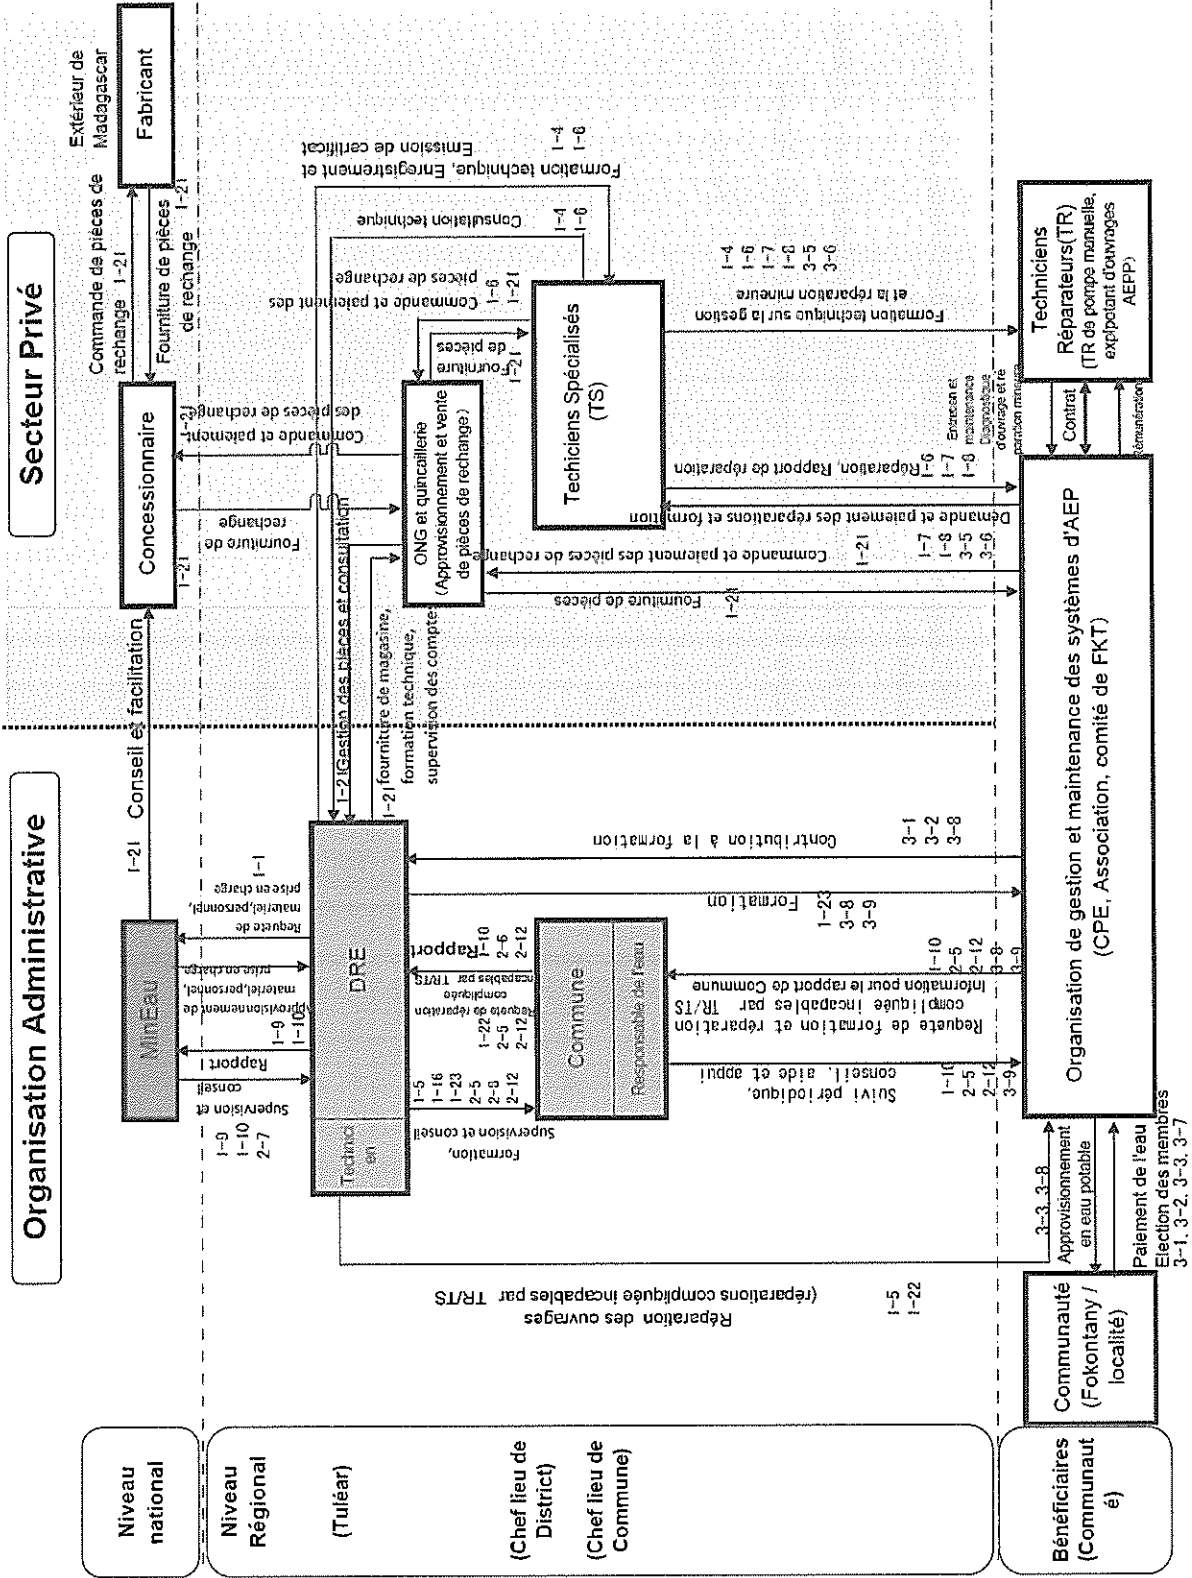 Organisation Administrative
Secteur Privé
Niveau
national
MinEau
1-21
Conseil et facilitation
Concessionnaire
1-21
Commande de pièces de
rechange 1-21
Fourniture de pièces
de rechange
1-21
Extérieur de
Madagascar
Fabricant
Supervision et
conseil
1-9
1-10
2-7
Rapport
1-9
1-10
Approvisionnement de
materiel,personnel,
prise en charge
Requete de
materiel,personnel,
prise en charge
1-1
Fourniture de
rechange
Commande et paiement
des pièces de rechange
1-21
Niveau
Régional
(Tuléar)
Technici
en
DRE
1-21
Gestion des pièces et consultation
1-21
fourniture de magasine,
formation technique,
supervision des comptes
Consultation technique
1-4
1-6
Formation technique, Enregistrement et
Emission de certificat
1-4
1-6
Formation,
Supervision et conseil
1-5
1-16
1-23
2-5
2-8
2-12
Requete de réparation
compliquée
incapables par TR/TS
1-22
2-5
2-12
Rapport
1-10
2-6
2-12
ONG et quincaillerie
(Approvisionnement et vente
de pièces de rechange)
Fourniture
de pièces
1-21
Commande et paiement des
pièces de rechange
1-6
1-21
(Chef lieu de
District)
(Chef lieu de
Commune)
Commune
Responsable de l'eau
Techiciens Spécialisés
(TS)
Réparation des ouvrages
(réparations compliquée incapables par TR/TS
1-5
1-22
Suivi périodique,
conseil, aide et appui
1-10
2-5
2-12
3-9
Requete de formation et réparation
compliquée incapables par TR/TS
Information pour le rapport de Commune
1-10
2-5
2-12
3-8
3-9
Formation
1-23
3-8
3-9
Contribution à la formation
3-1
3-2
3-8
Fourniture de pièces
1-21
Commande et paiement des pièces de rechange
1-21
Demande et paiement des réparations et formation
1-7
1-8
3-5
3-6
Réparation, Rapport, Réparation
1-6
1-7
1-8
Formation technique sur la gestion
et la réparation mineure
1-4
1-6
1-7
1-8
3-5
3-6
Entretien et
maintenance
Diagnostique
d'ouvrage et ré
paration mineure
Contrat
Rémunération
Bénéficiaires
(Communaut
é)
Communauté
(Fokontany /
localité)
3-3, 3-8
Approvisionnement
en eau potable
Paiement de l'eau
Election des membres
3-1, 3-2, 3-3, 3-7
Organisation de gestion et maintenance des systèmes d'AEP
(CPE, Association, comité de FKT)
Techniciens
Réparateurs(TR)
(TR de pompe manuelle,
explpotant d'ouvrages
AEPP)